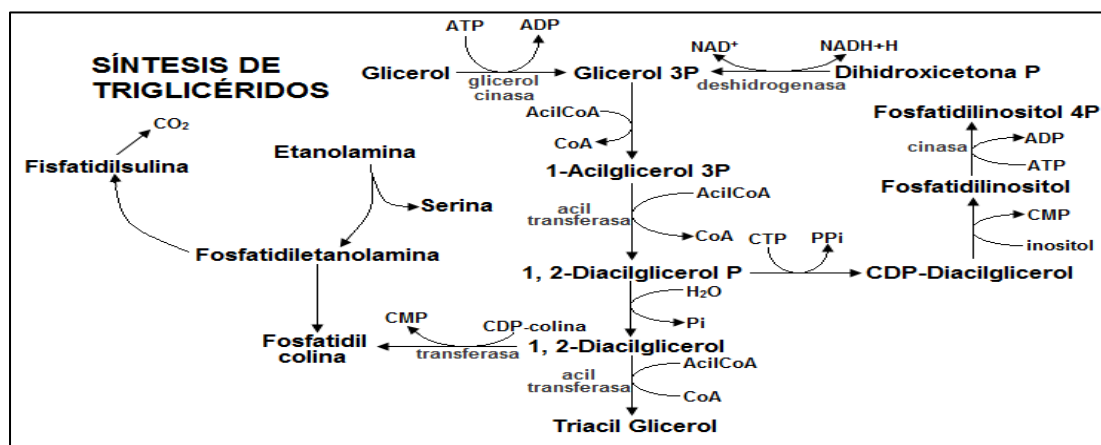 SÍNTESIS DE
TRIGLICÉRIDOS
ATP
ADP
Glicerol
glicerol
cinasa
Glicerol 3P
NAD⁺
NADH+H
deshidrogenasa
Dihidroxicetona P
AcilCoA
CoA
1-Acilglicerol 3P
acil
transferasa
AcilCoA
CoA
1, 2-Diacilglicerol P
CTP
PPi
CDP-Diacilglicerol
inositol
CMP
Fosfatidilinositol
ATP
ADP
cinasa
Fosfatidilinositol 4P
H₂O
Pi
1, 2-Diacilglicerol
CDP-colina
CMP
transferasa
Fosfatidil
colina
AcilCoA
acil
transferasa
CoA
Triacil Glicerol
CO₂
Fisfatidilsulina
Etanolamina
Serina
Fosfatidiletanolamina